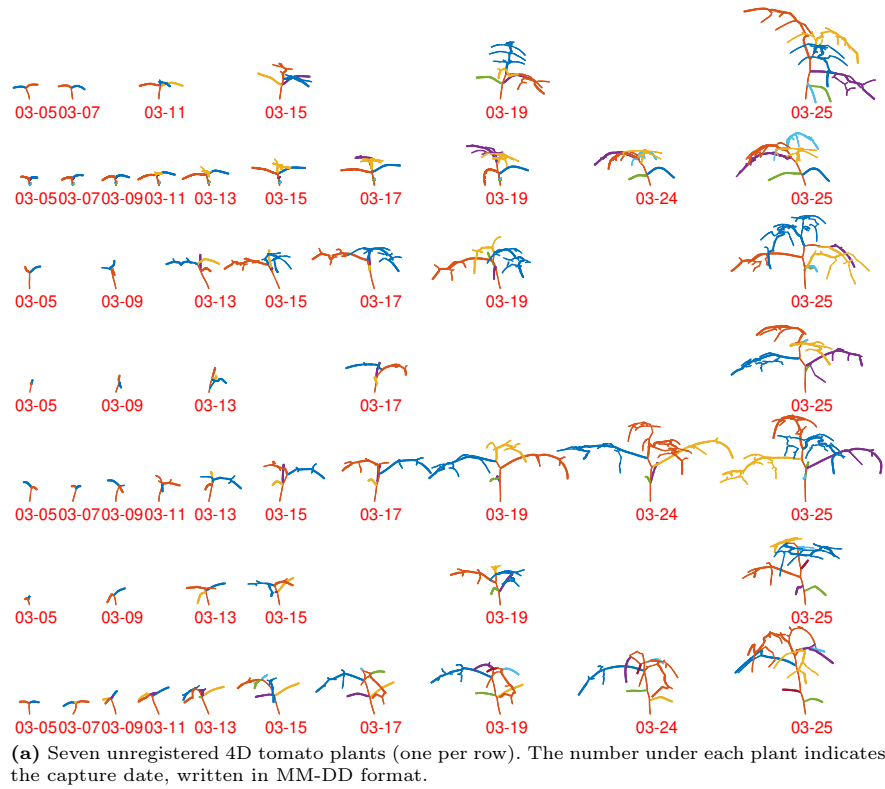 03-05 03-07 03-11 03-15 03-19 03-25
03-05 03-07 03-09 03-11 03-13 03-15 03-17 03-19 03-24 03-25
03-05 03-09 03-13 03-15 03-17 03-19 03-25
03-05 03-09 03-13 03-17 03-25
03-05 03-07 03-09 03-11 03-13 03-15 03-17 03-19 03-24 03-25
03-05 03-09 03-13 03-15 03-19 03-25
03-05 03-07 03-09 03-11 03-13 03-15 03-17 03-19 03-24 03-25
(a) Seven unregistered 4D tomato plants (one per row). The number under each plant indicates
the capture date, written in MM-DD format.